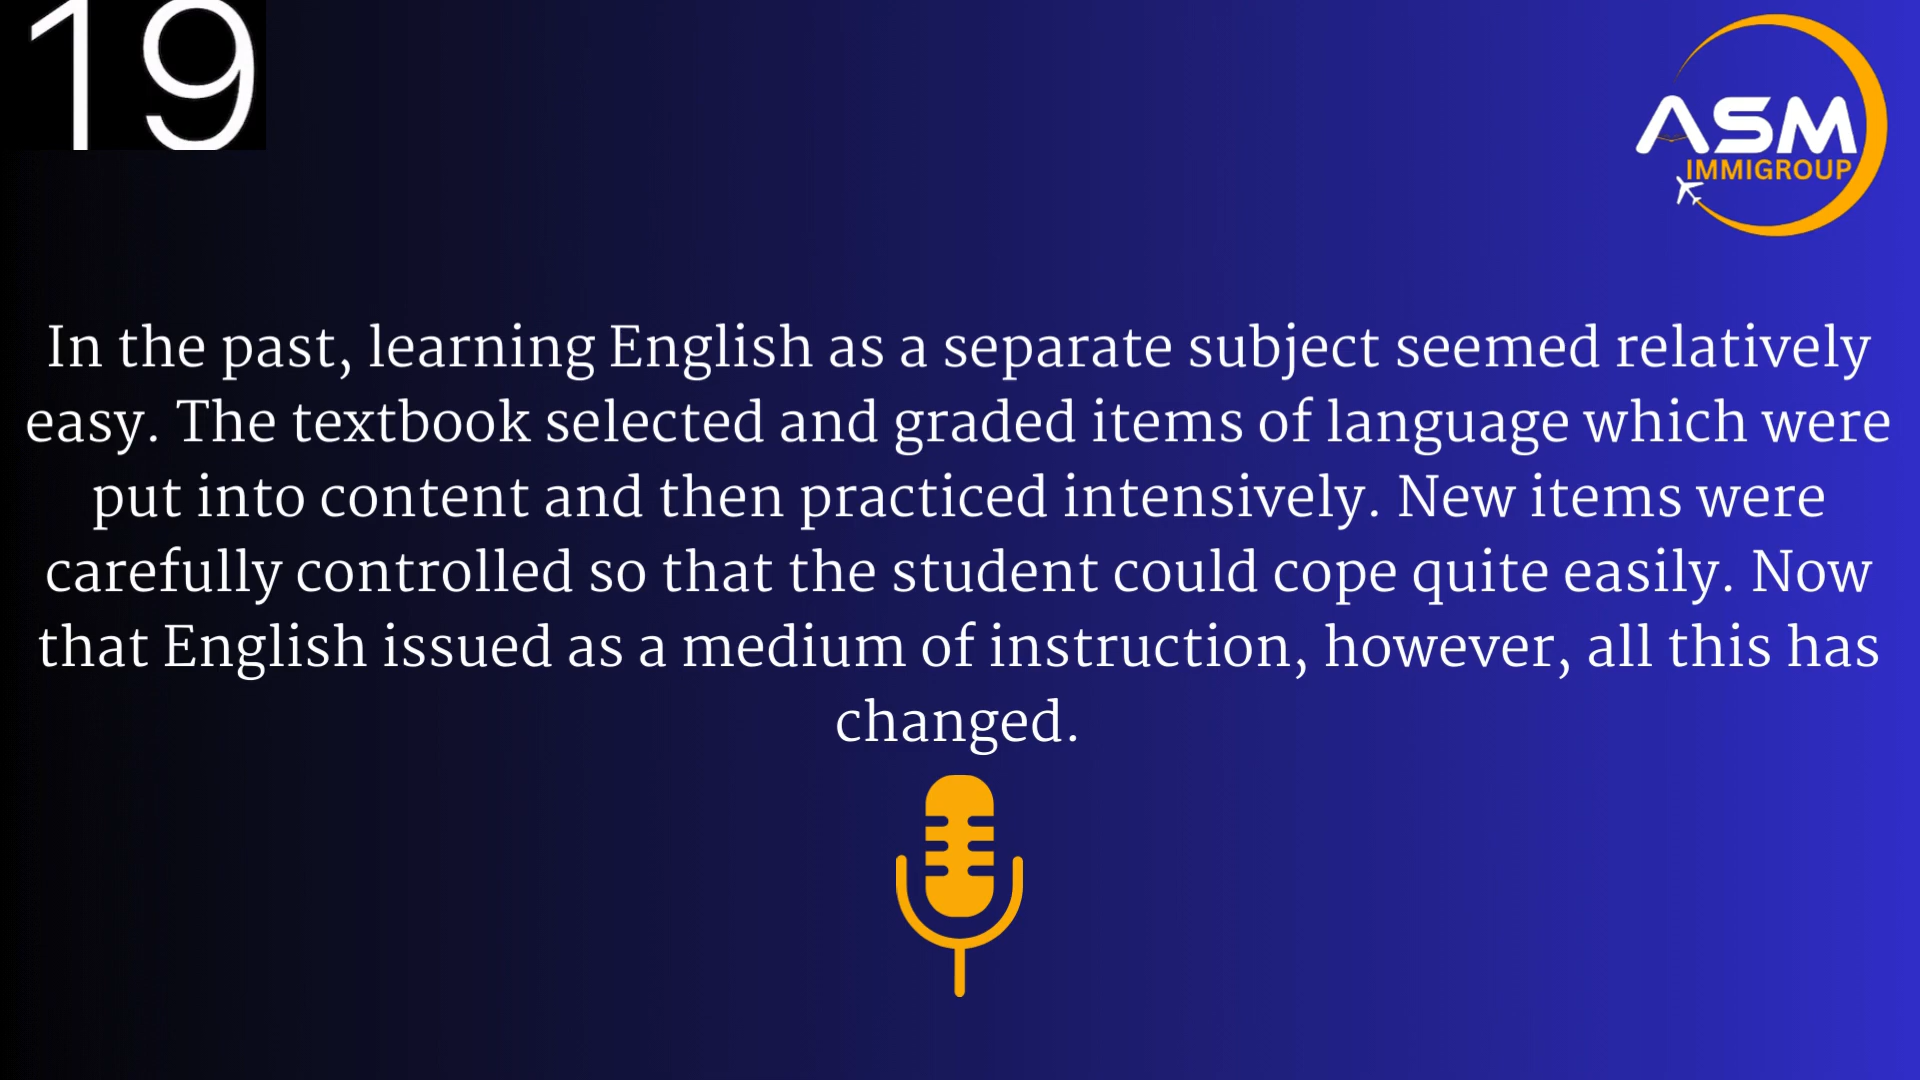 19
ASM
IMMIGROUP
In the past, learning English as a separate subject seemed relatively
easy. The textbook selected and graded items of language which were
put into content and then practiced intensively. New items were
carefully controlled so that the student could cope quite easily. Now
that English issued as a medium of instruction, however, all this has
changed.